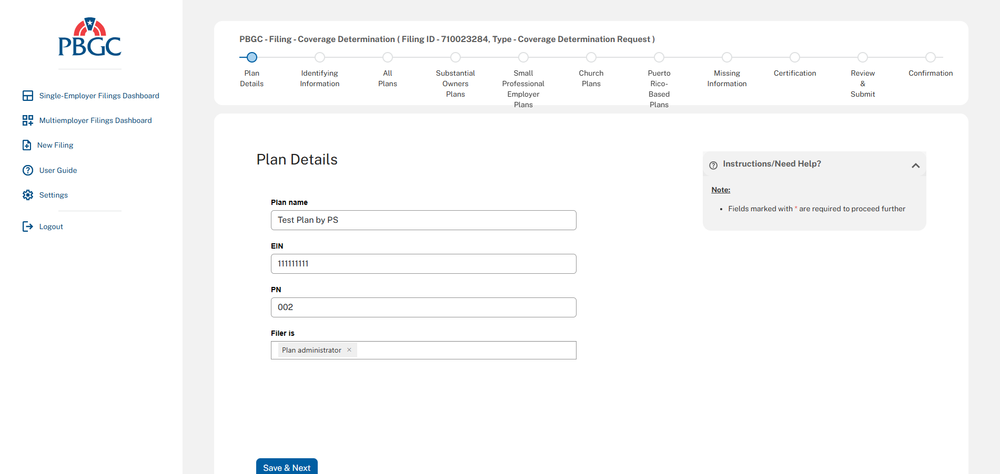 PBGC
Single-Employer Filings Dashboard
Multiemployer Filings Dashboard
New Filing
User Guide
Settings
Logout
PBGC - Filing - Coverage Determination ( Filing ID - 710023284, Type - Coverage Determination Request )
Plan
Details
Identifying
Information
All
Plans
Substantial
Owners
Plans
Small
Professional
Employer
Plans
Church
Plans
Puerto
Rico-
Based
Plans
Missing
Information
Certification
Review
&
Submit
Confirmation
Plan Details
Plan name
Test Plan by PS
EIN
111111111
PN
002
Filer is
Plan administrator ×
Save & Next
Instructions/Need Help?
Note:
• Fields marked with * are required to proceed further